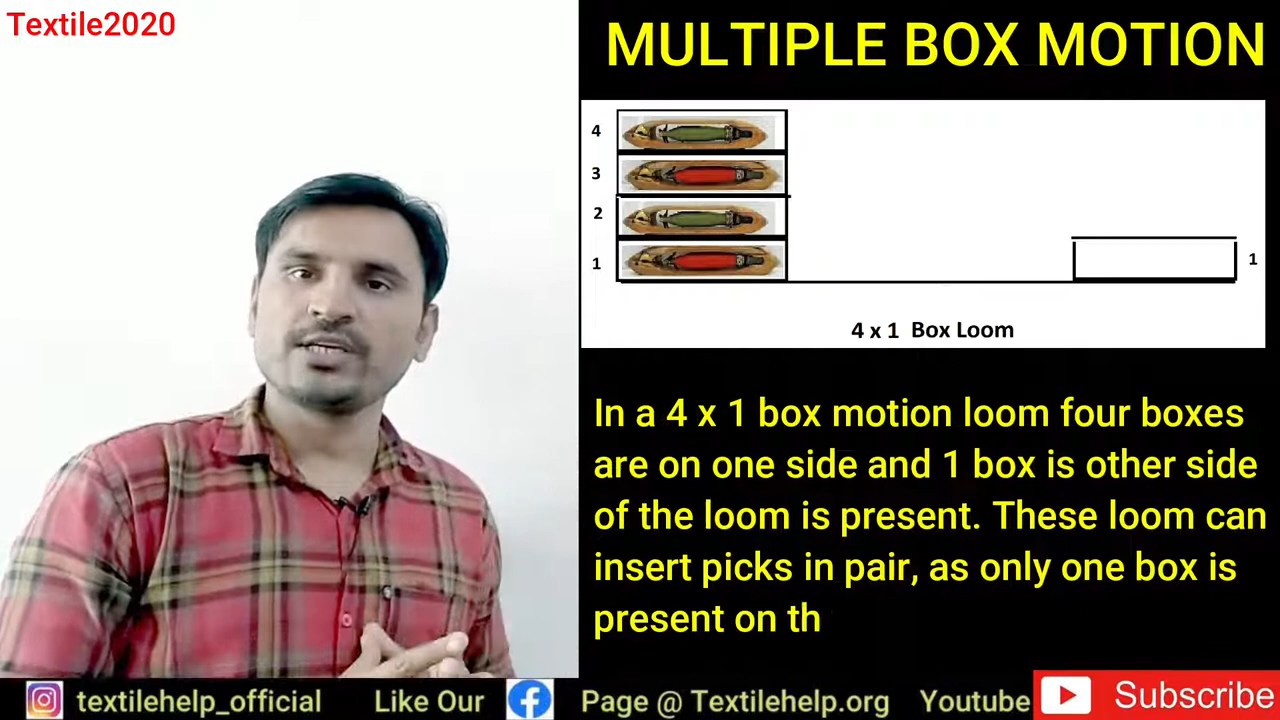 Textile2020
MULTIPLE BOX MOTION
4
3
2
1
1
4 x 1 Box Loom
In a 4 x 1 box motion loom four boxes
are on one side and 1 box is other side
of the loom is present. These loom can
insert picks in pair, as only one box is
present on th
textilehelp_official Like Our Page @ Textilehelp.org Youtube Subscribe